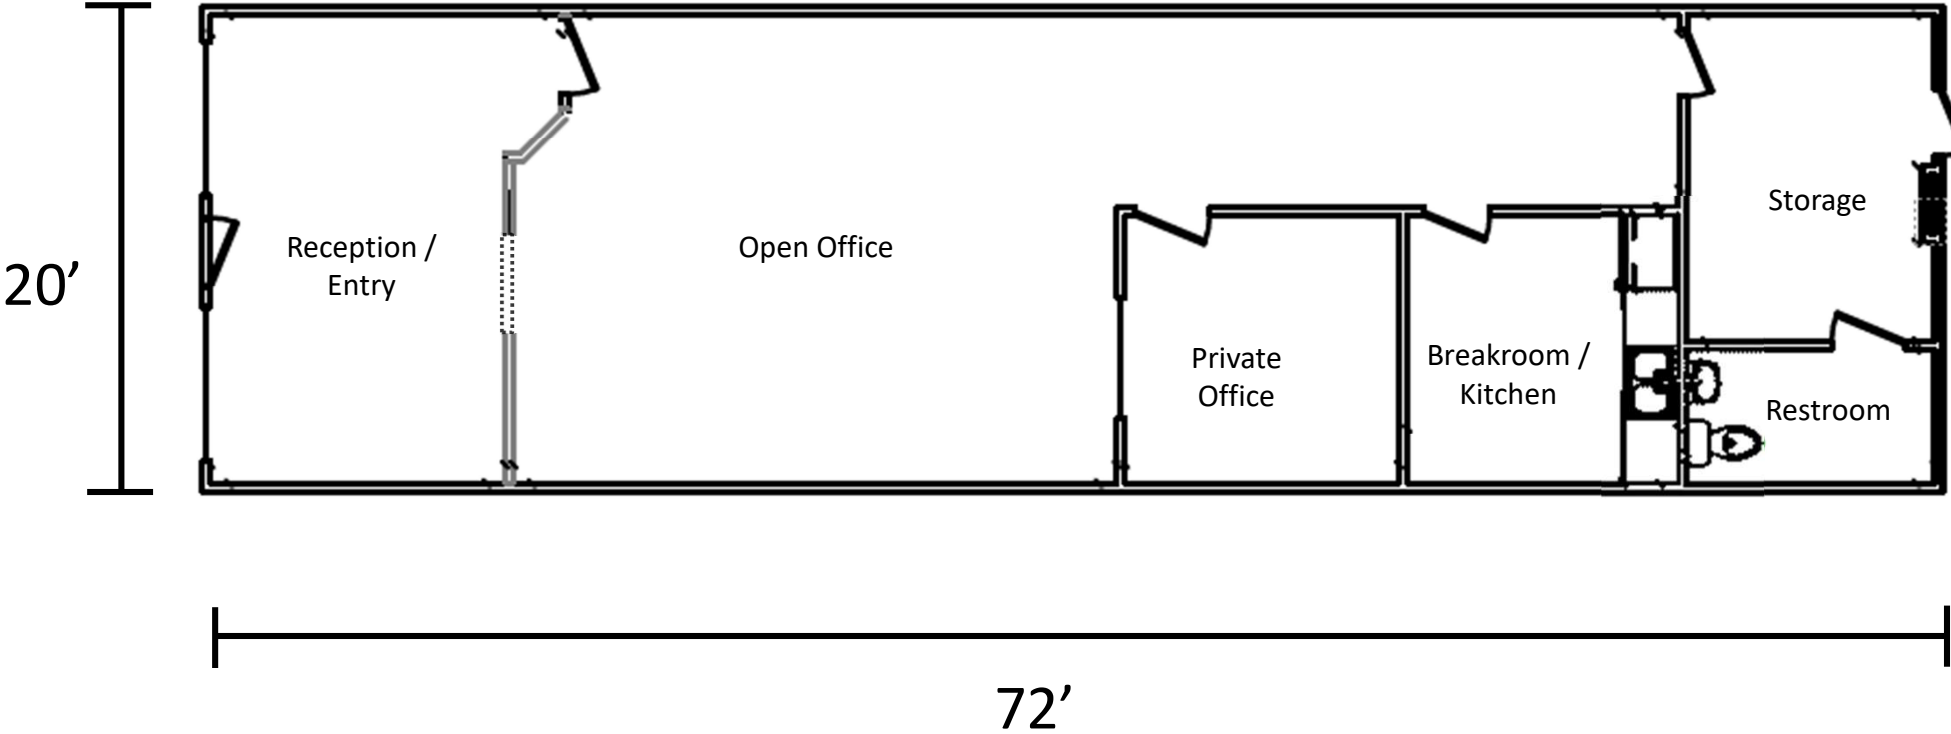 20’
Reception /
Entry
Open Office
Private
Office
Breakroom /
Kitchen
Storage
Restroom
72’